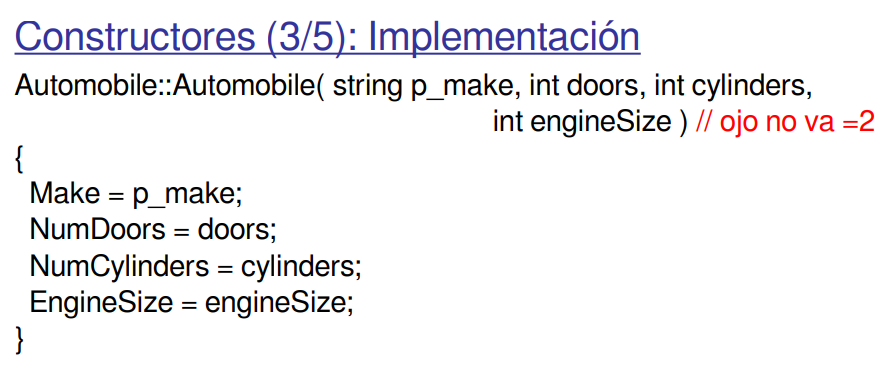 Constructores (3/5): Implementación
Automobile::Automobile( string p_make, int doors, int cylinders,
int engineSize ) // ojo no va =2
{
Make = p_make;
NumDoors = doors;
NumCylinders = cylinders;
EngineSize = engineSize;
}